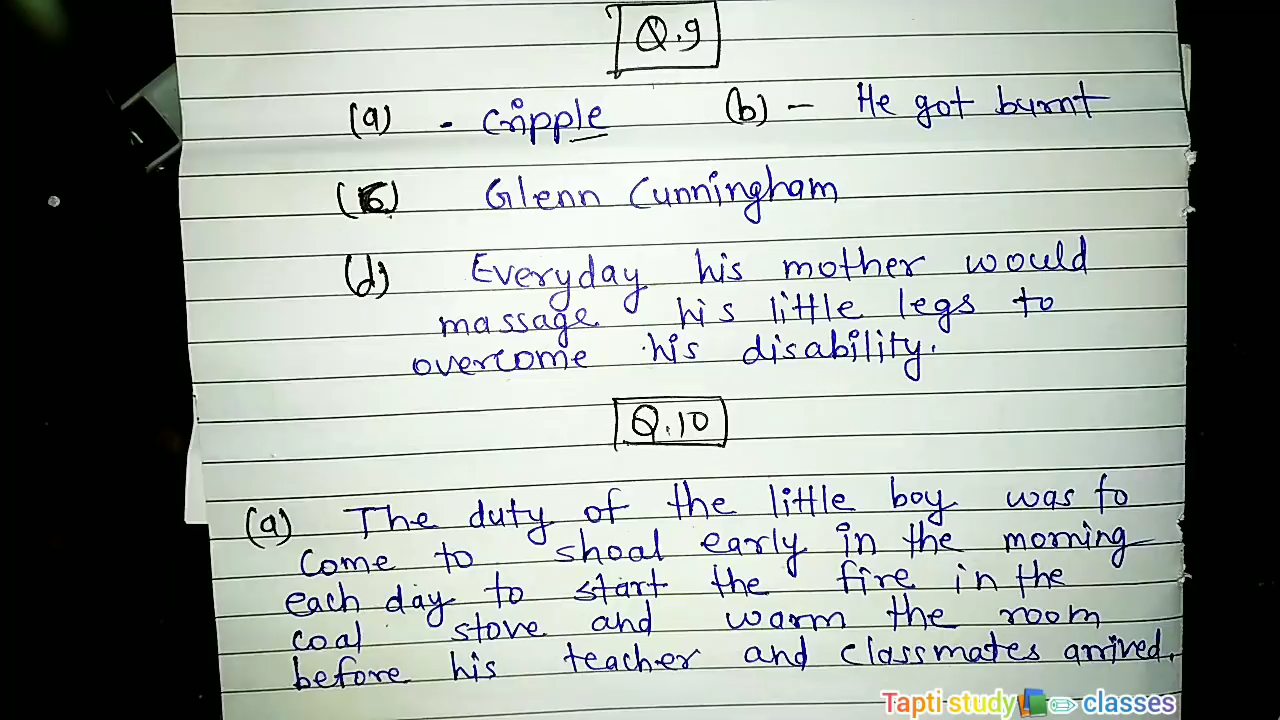 Q.9
(a) - cripple (b) - He got burnt
(c) Glenn Cunningham
(d) Everyday his mother would
massage his little legs to
overcome his disability.
Q.10
(a) The duty of the little boy was to
come to shoal early in the morning
each day to start the fire in the
coal stove and warm the room
before his teacher and classmates arrived.
Tapti study classes